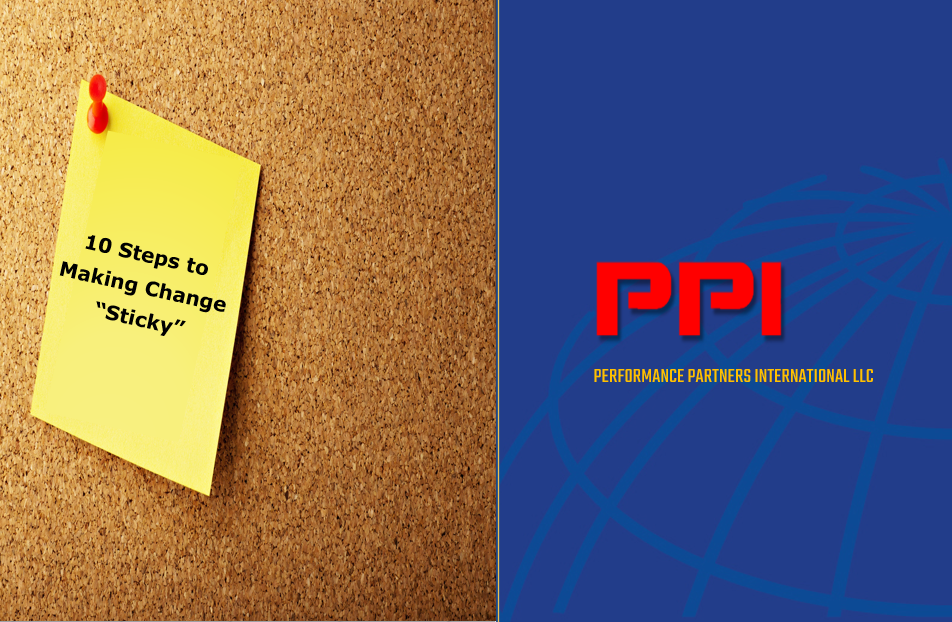 10 Steps to
Making Change
“Sticky”
PPI
PERFORMANCE PARTNERS INTERNATIONAL LLC